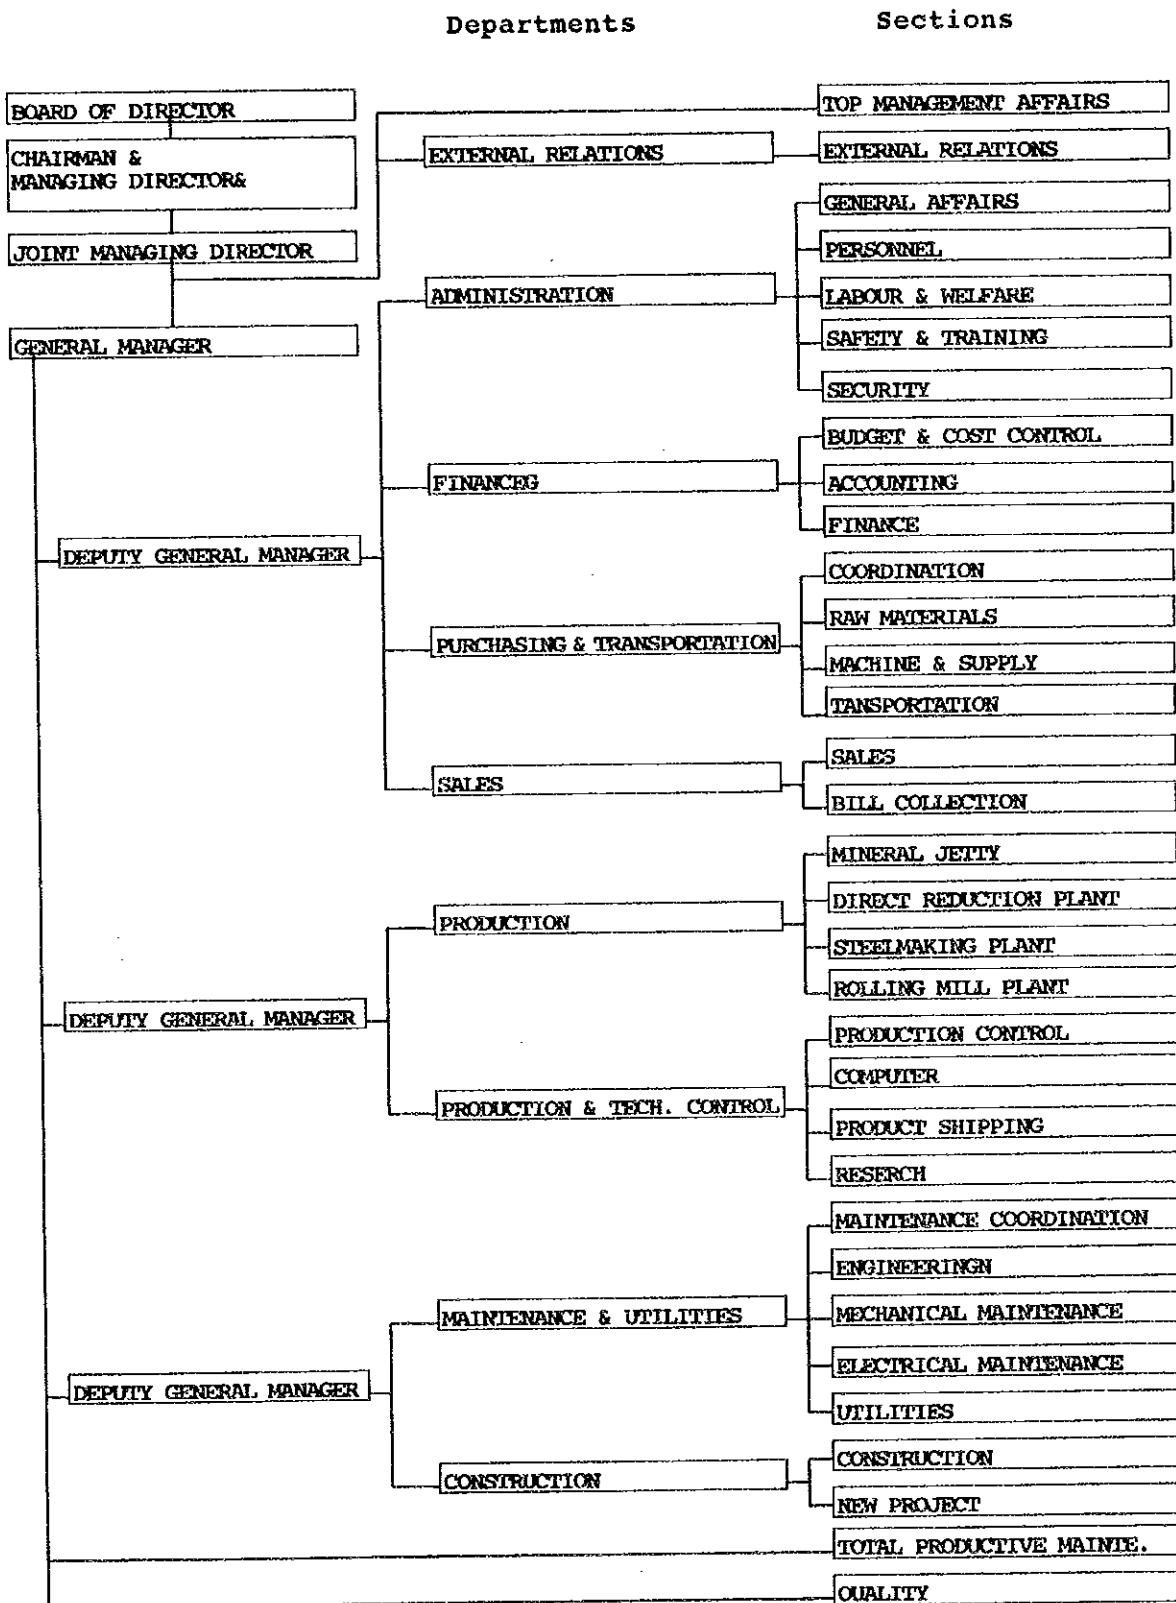 Departments
Sections
BOARD OF DIRECTOR
CHAIRMAN &
MANAGING DIRECTOR&
JOINT MANAGING DIRECTOR
GENERAL MANAGER
TOP MANAGEMENT AFFAIRS
EXTERNAL RELATIONS
EXTERNAL RELATIONS
DEPUTY GENERAL MANAGER
ADMINISTRATION
GENERAL AFFAIRS
PERSONNEL
LABOUR & WELFARE
SAFETY & TRAINING
SECURITY
FINANCEG
BUDGET & COST CONTROL
ACCOUNTING
FINANCE
PURCHASING & TRANSPORTATION
COORDINATION
RAW MATERIALS
MACHINE & SUPPLY
TANSPORTATION
SALES
SALES
BILL COLLECTION
DEPUTY GENERAL MANAGER
PRODUCTION
MINERAL JETTY
DIRECT REDUCTION PLANT
STEELMAKING PLANT
ROLLING MILL PLANT
PRODUCTION & TECH. CONTROL
PRODUCTION CONTROL
COMPUTER
PRODUCT SHIPPING
RESERCH
DEPUTY GENERAL MANAGER
MAINTENANCE & UTILITIES
MAINTENANCE COORDINATION
ENGINEERINGN
MECHANICAL MAINTENANCE
ELECTRICAL MAINTENANCE
UTILITIES
CONSTRUCTION
CONSTRUCTION
NEW PROJECT
TOTAL PRODUCTIVE MAINTE.
QUALITY